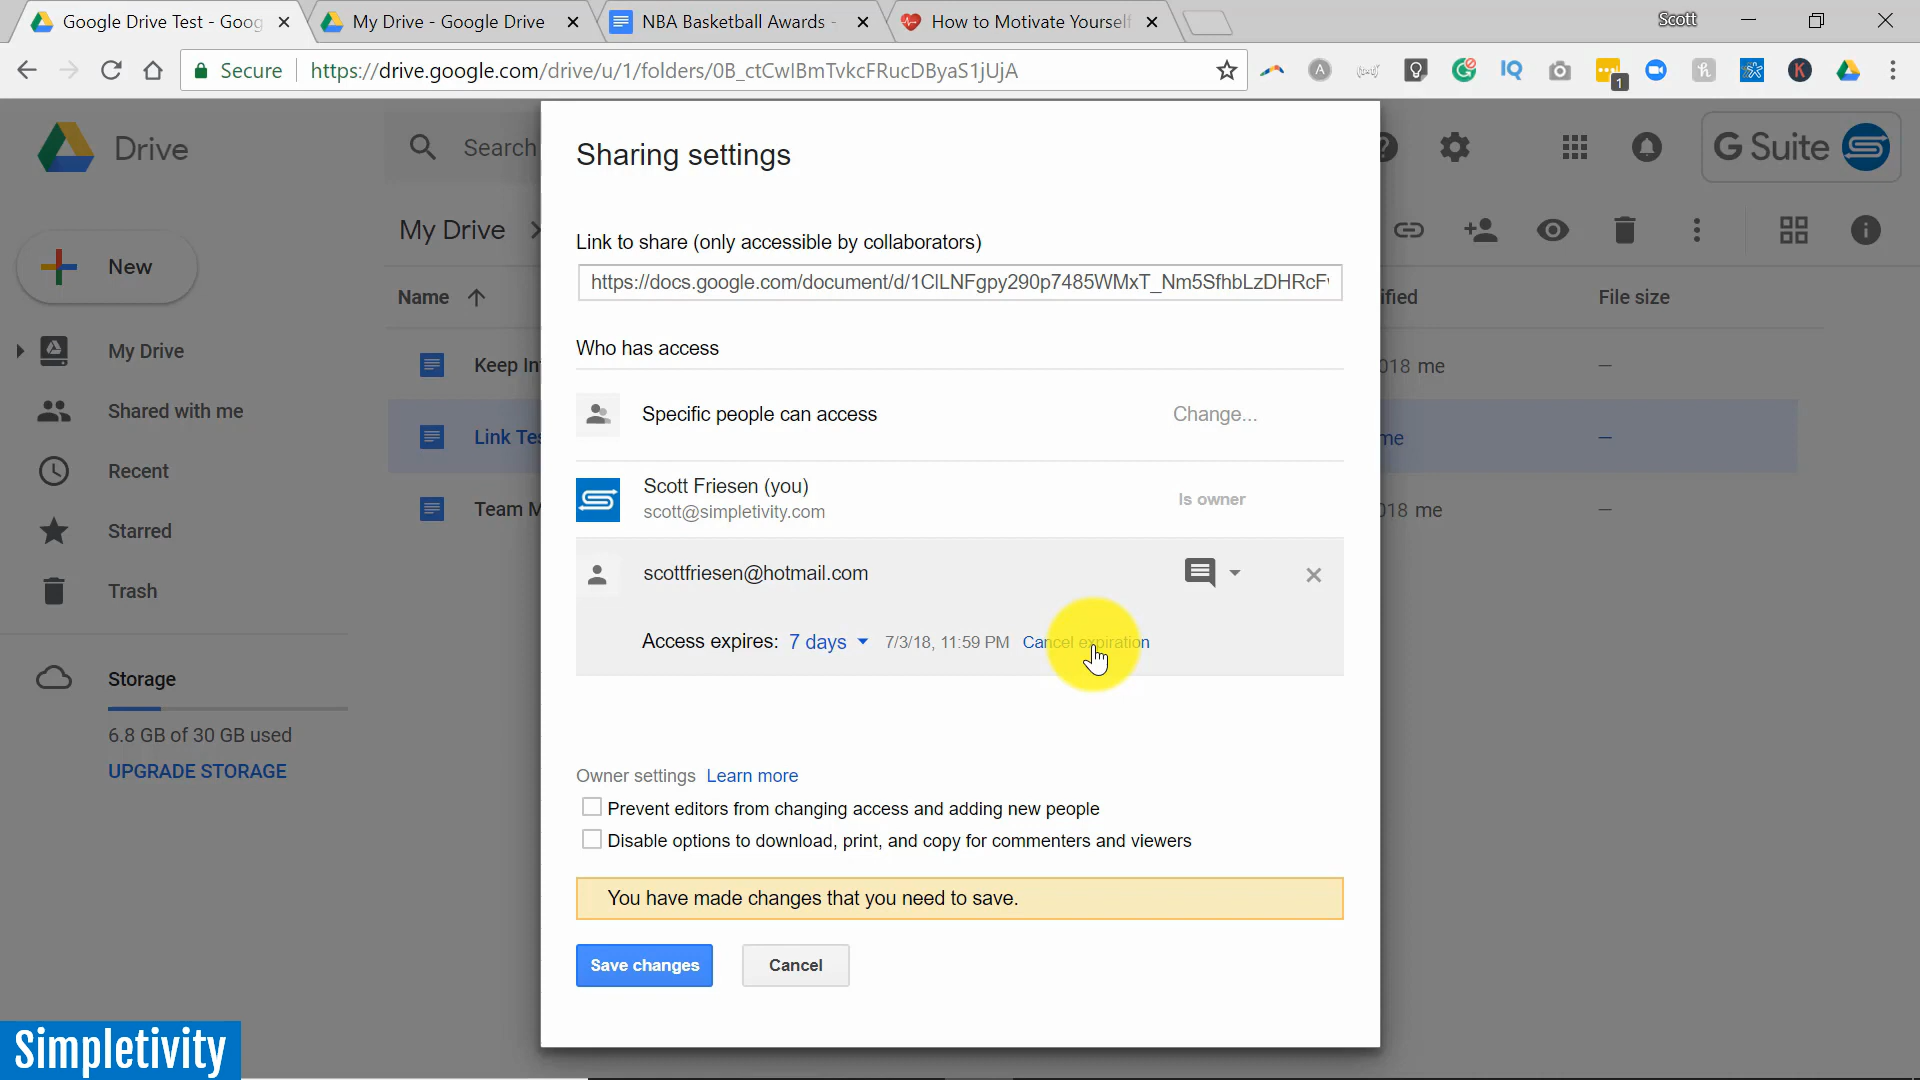 Google Drive Test - Goog
My Drive - Google Drive
NBA Basketball Awards -
How to Motivate Yourself
Scott
Secure
https://drive.google.com/drive/u/1/folders/0B_ctCwIBmTvkcFRucDByaS1jUjA
1
Drive
Search
G Suite
Sharing settings
My Drive
New
Link to share (only accessible by collaborators)
https://docs.google.com/document/d/1ClLNFgpy290p7485WMxT_Nm5SfhbLzDHRcF
Name
ified
File size
Who has access
My Drive
Keep In
018 me
–
Shared with me
Specific people can access
Change...
Link Tes
me
–
Recent
Scott Friesen (you)
scott@simpletivity.com
Is owner
Team M
018 me
–
Starred
scottfriesen@hotmail.com
Trash
Access expires: 7 days 7/3/18, 11:59 PM Cancel expiration
Storage
6.8 GB of 30 GB used
UPGRADE STORAGE
Owner settings Learn more
Prevent editors from changing access and adding new people
Disable options to download, print, and copy for commenters and viewers
You have made changes that you need to save.
Save changes
Cancel
Simpletivity